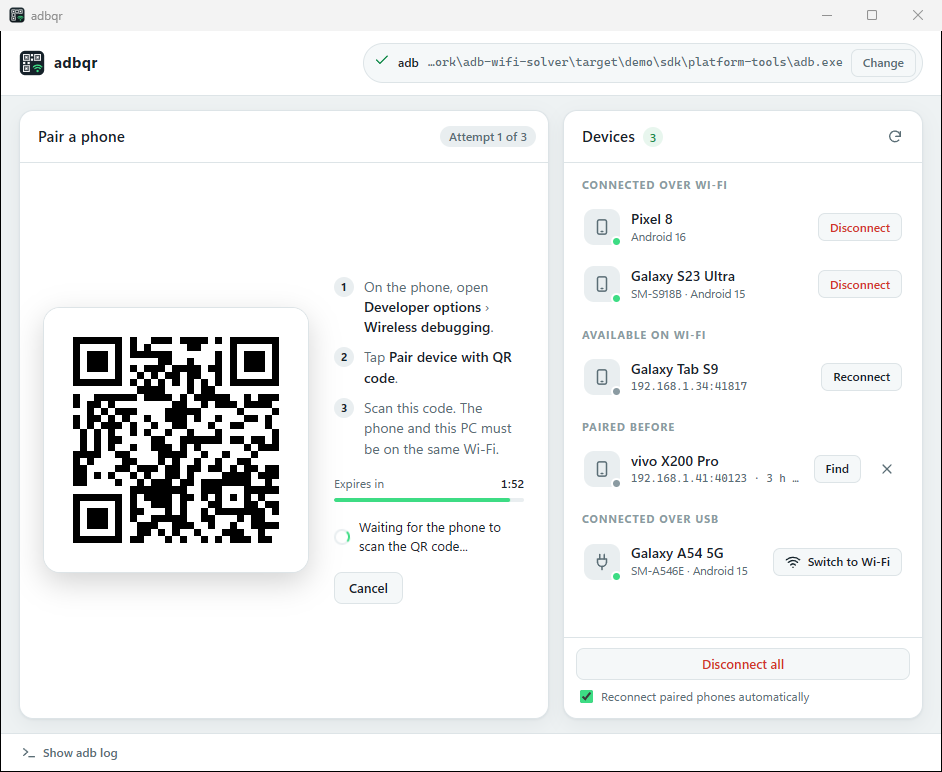 adbqr
adbqr
adb …ork\adb-wifi-solver\target\demo\sdk\platform-tools\adb.exe Change
Pair a phone
Attempt 1 of 3
1 On the phone, open
Developer options ›
Wireless debugging.
2 Tap Pair device with QR
code.
3 Scan this code. The
phone and this PC must
be on the same Wi-Fi.
Expires in 1:52
Waiting for the phone to
scan the QR code...
Cancel
Devices 3
CONNECTED OVER WI-FI
Pixel 8
Android 16
Disconnect
Galaxy S23 Ultra
SM-S918B · Android 15
Disconnect
AVAILABLE ON WI-FI
Galaxy Tab S9
192.168.1.34:41817
Reconnect
PAIRED BEFORE
vivo X200 Pro
192.168.1.41:40123 · 3 h …
Find
CONNECTED OVER USB
Galaxy A54 5G
SM-A546E · Android 15
Switch to Wi-Fi
Disconnect all
Reconnect paired phones automatically
Show adb log